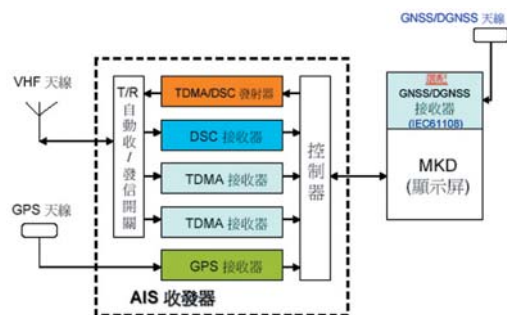 GNSS/DGNSS 天線
VHF 天線
GPS 天線
T/R
自動收/發信開關
TDMA/DSC 發射器
DSC 接收器
TDMA 接收器
TDMA 接收器
GPS 接收器
控制器
AIS 收發器
選配
GNSS/DGNSS
接收器
(IEC61108)
MKD
(顯示屏)